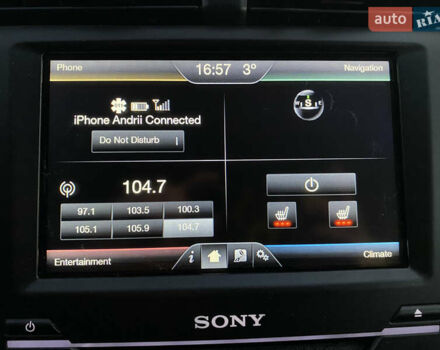 auto RIA
Phone 16:57 3° Navigation
S
iPhone Andrii Connected
Do Not Disturb
104.7
97.1 103.5 100.3
105.1 105.9 104.7
Entertainment i Climate
SONY